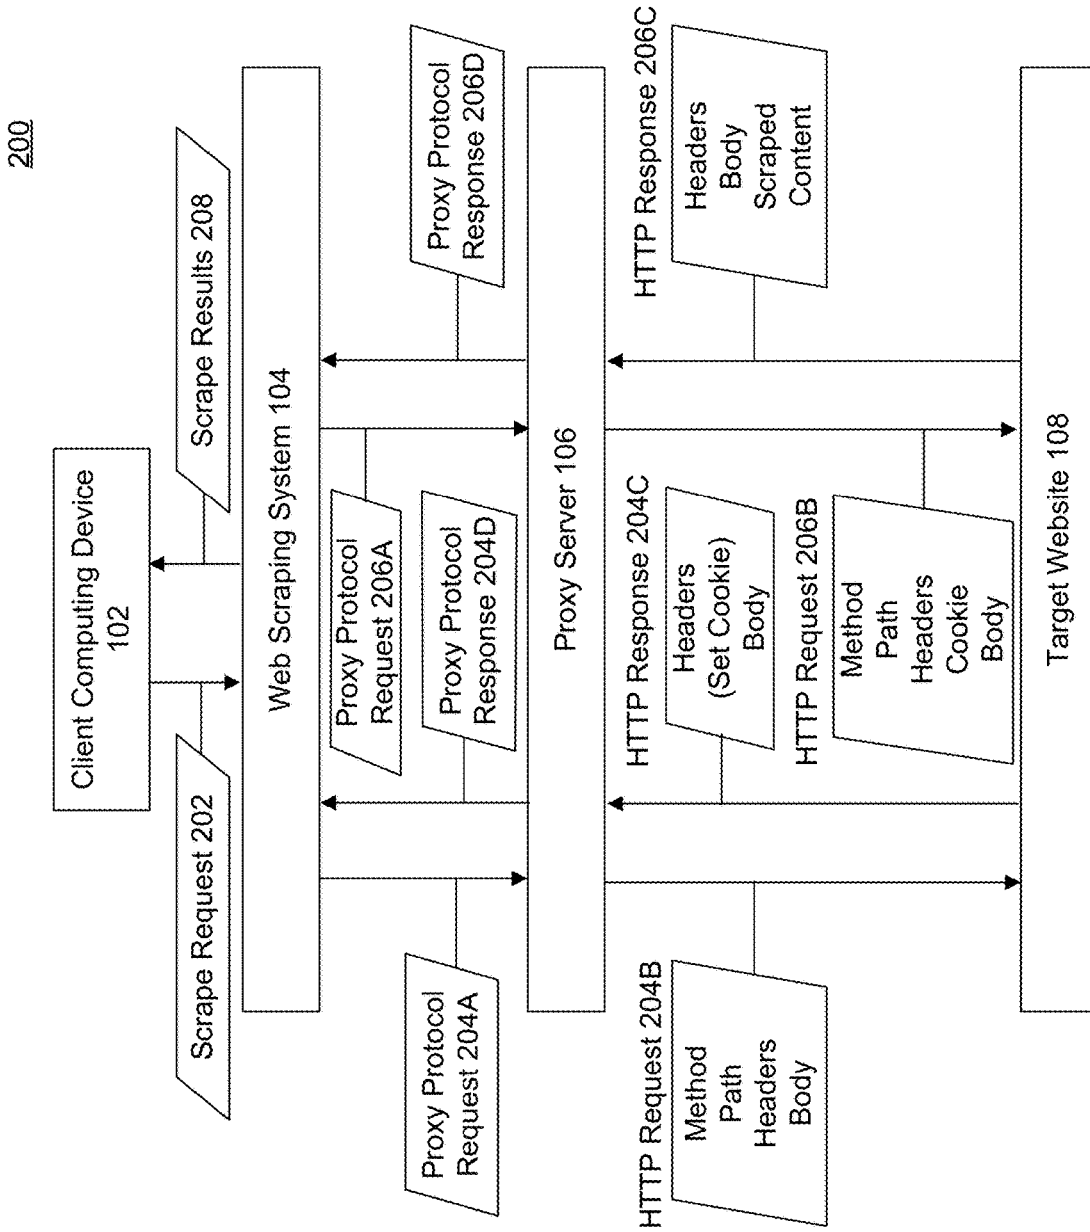 200
Client Computing Device
102
Scrape Request 202
Scrape Results 208
Web Scraping System 104
Proxy Protocol
Request 204A
Proxy Protocol
Request 206A
Proxy Protocol
Response 204D
Proxy Protocol
Response 206D
Proxy Server 106
HTTP Request 204B
Method
Path
Headers
Body
HTTP Response 204C
Headers
(Set Cookie)
Body
HTTP Request 206B
Method
Path
Headers
Cookie
Body
HTTP Response 206C
Headers
Body
Scraped
Content
Target Website 108